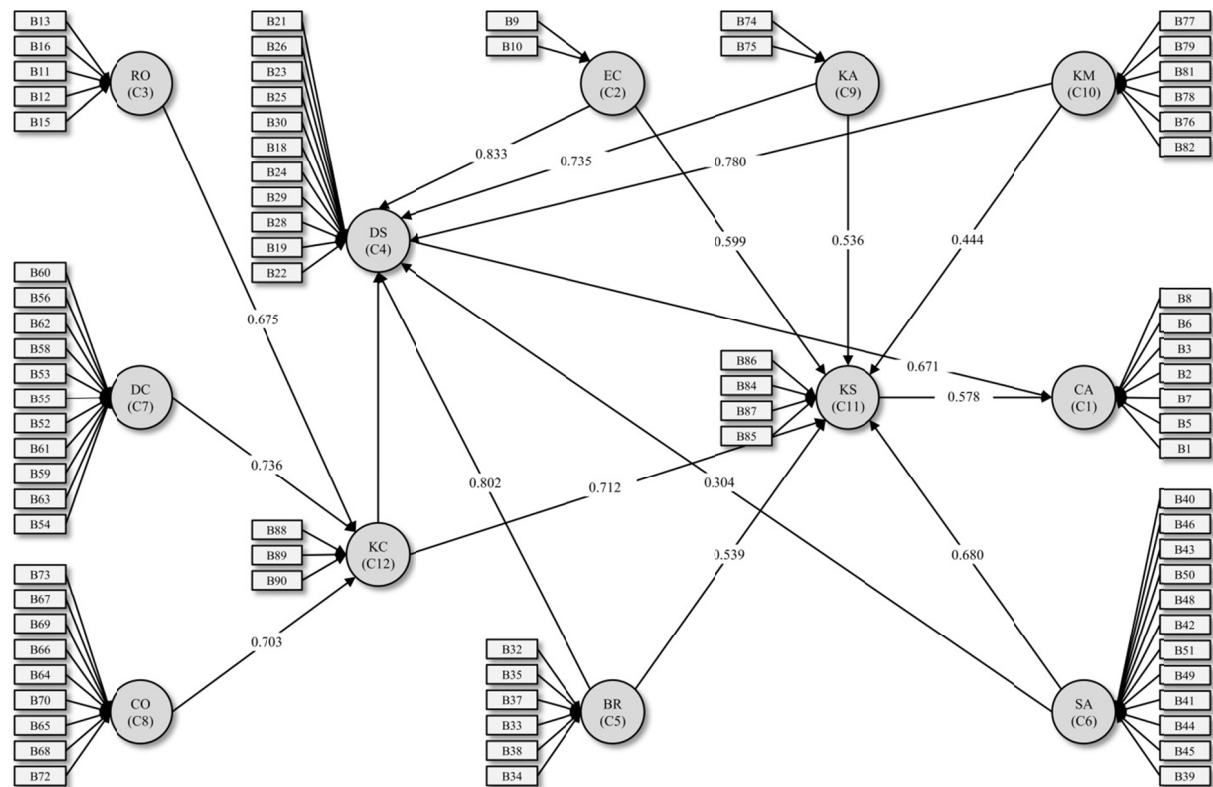 B13
B16
B11
B12
B15
RO
(C3)
B21
B26
B23
B25
B30
B18
B24
B29
B28
B19
B22
B9
B10
EC
(C2)
B74
B75
KA
(C9)
KM
(C10)
B77
B79
B81
B78
B76
B82
0.833
0.735
0.780
DS
(C4)
0.599
0.536
0.444
B60
B56
B62
B58
B53
B55
B52
B61
B59
B63
B54
DC
(C7)
0.675
0.671
B86
B84
B87
B85
KS
(C11)
0.578
CA
(C1)
B8
B6
B3
B2
B7
B5
B1
0.736
0.802
0.712
0.304
B88
B89
B90
KC
(C12)
0.539
0.680
B73
B67
B69
B66
B64
B70
B65
B68
B72
CO
(C8)
0.703
B32
B35
B37
B33
B38
B34
BR
(C5)
SA
(C6)
B40
B46
B43
B50
B48
B42
B51
B49
B41
B44
B45
B39